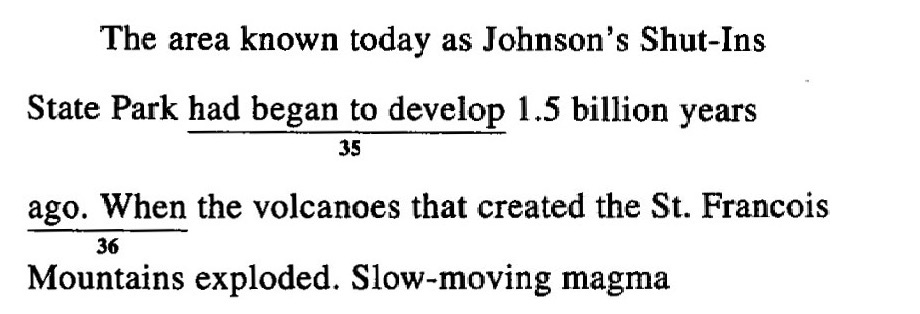 The area known today as Johnson's Shut-Ins
State Park had began to develop 1.5 billion years
35
ago. When the volcanoes that created the St. Francois
36
Mountains exploded. Slow-moving magma